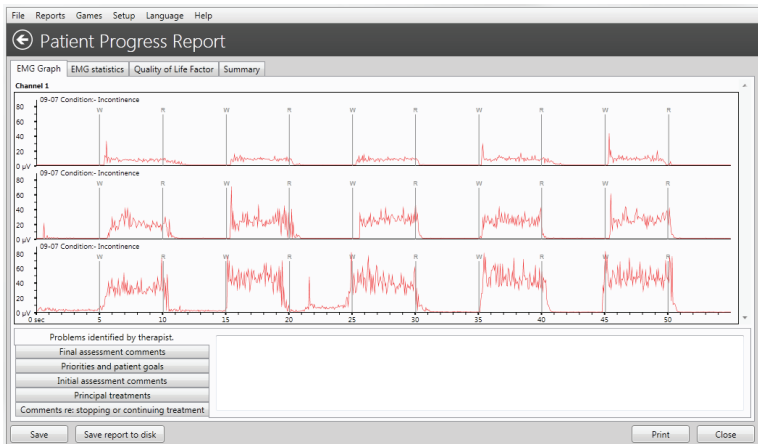 File Reports Games Setup Language Help
Patient Progress Report
EMG Graph EMG statistics Quality of Life Factor Summary
Channel 1
09-07 Condition:- Incontinence
80
60
40
20
0 µV
W R W R W R W R W R
09-07 Condition:- Incontinence
80
60
40
20
0 µV
W R W R W R W R W R
09-07 Condition:- Incontinence
80
60
40
20
0 µV
W R W R W R W R W R
0 sec 5 10 15 20 25 30 35 40 45 50
Problems identified by therapist.
Final assessment comments
Priorities and patient goals
Initial assessment comments
Principal treatments
Comments re: stopping or continuing treatment
Save Save report to disk Print Close